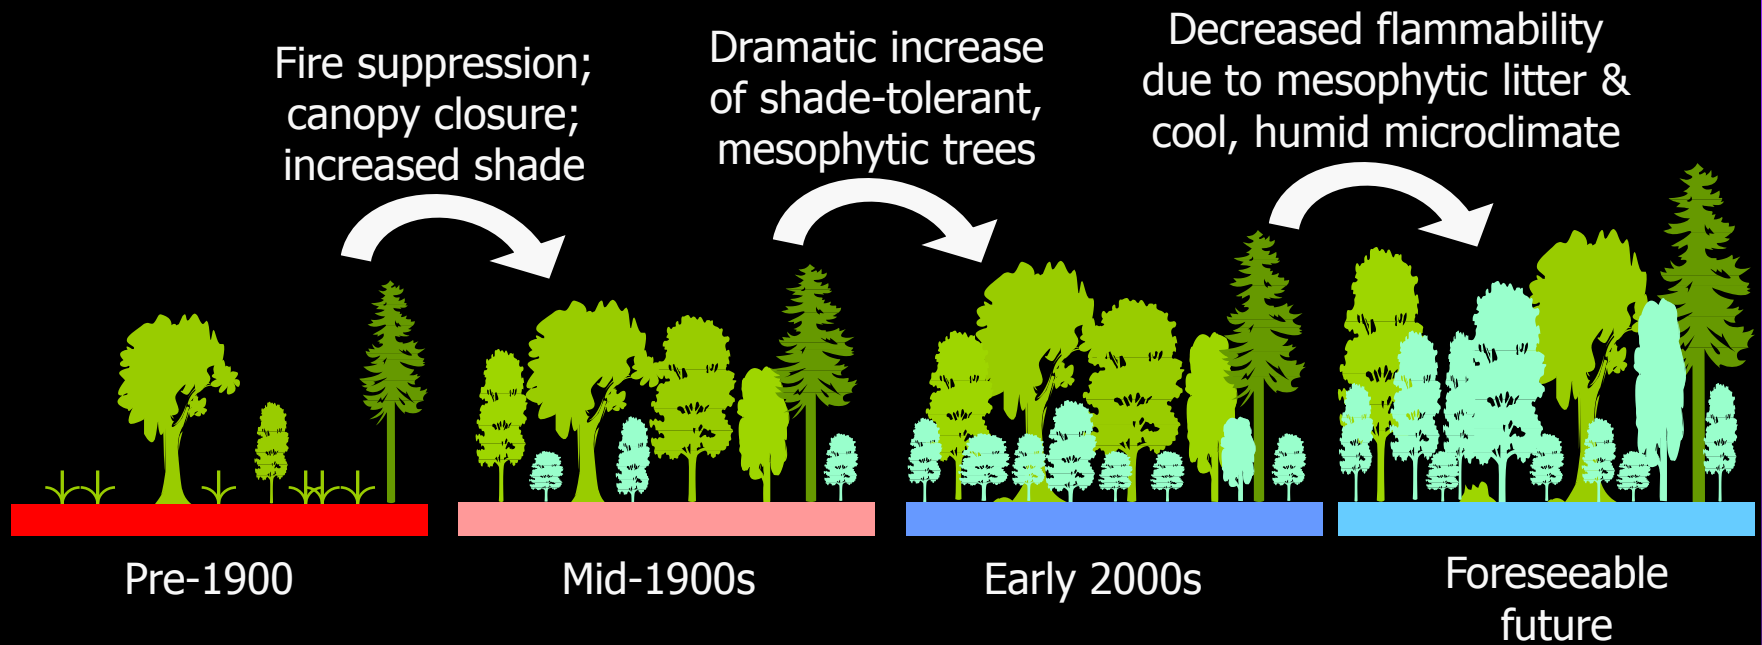 Fire suppression;
canopy closure;
increased shade
Dramatic increase
of shade-tolerant,
mesophytic trees
Decreased flammability
due to mesophytic litter &
cool, humid microclimate
Pre-1900
Mid-1900s
Early 2000s
Foreseeable
future